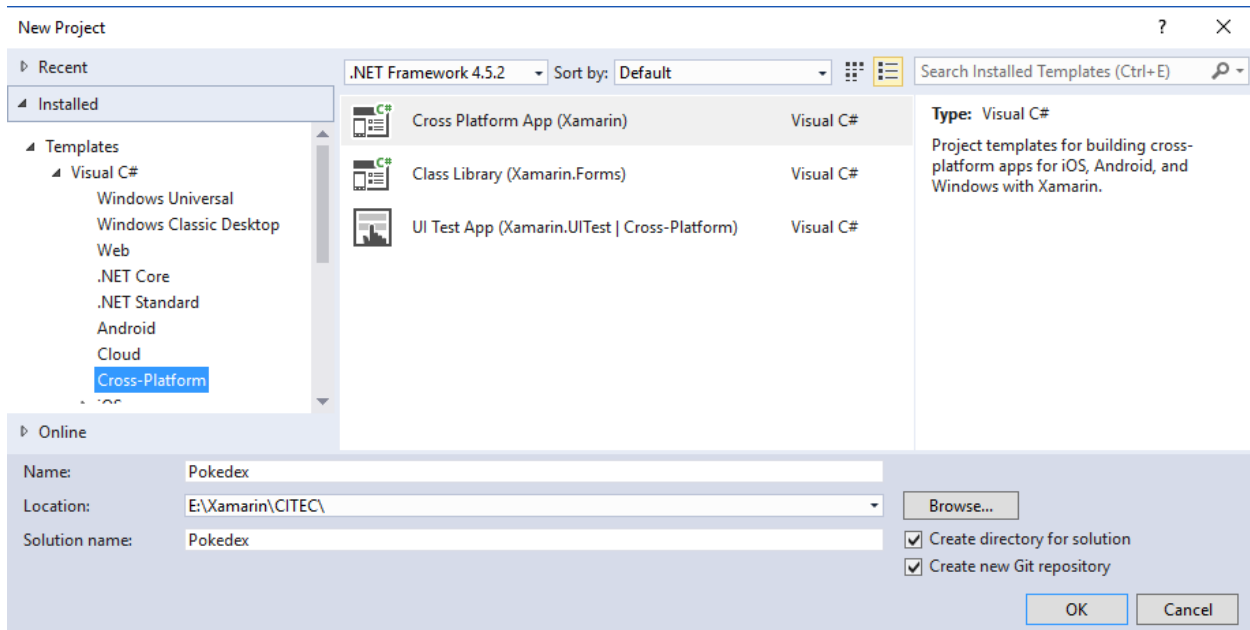 New Project
?
Recent
.NET Framework 4.5.2
Sort by:
Default
Search Installed Templates (Ctrl+E)
Installed
Templates
Visual C#
Windows Universal
Windows Classic Desktop
Web
.NET Core
.NET Standard
Android
Cloud
Cross-Platform
C#
Cross Platform App (Xamarin)
Visual C#
C#
Class Library (Xamarin.Forms)
Visual C#
UI Test App (Xamarin.UITest | Cross-Platform)
Visual C#
Type: Visual C#
Project templates for building cross-
platform apps for iOS, Android, and
Windows with Xamarin.
Online
Name:
Pokedex
Location:
E:\Xamarin\CITEC\
Browse...
Solution name:
Pokedex
Create directory for solution
Create new Git repository
OK
Cancel